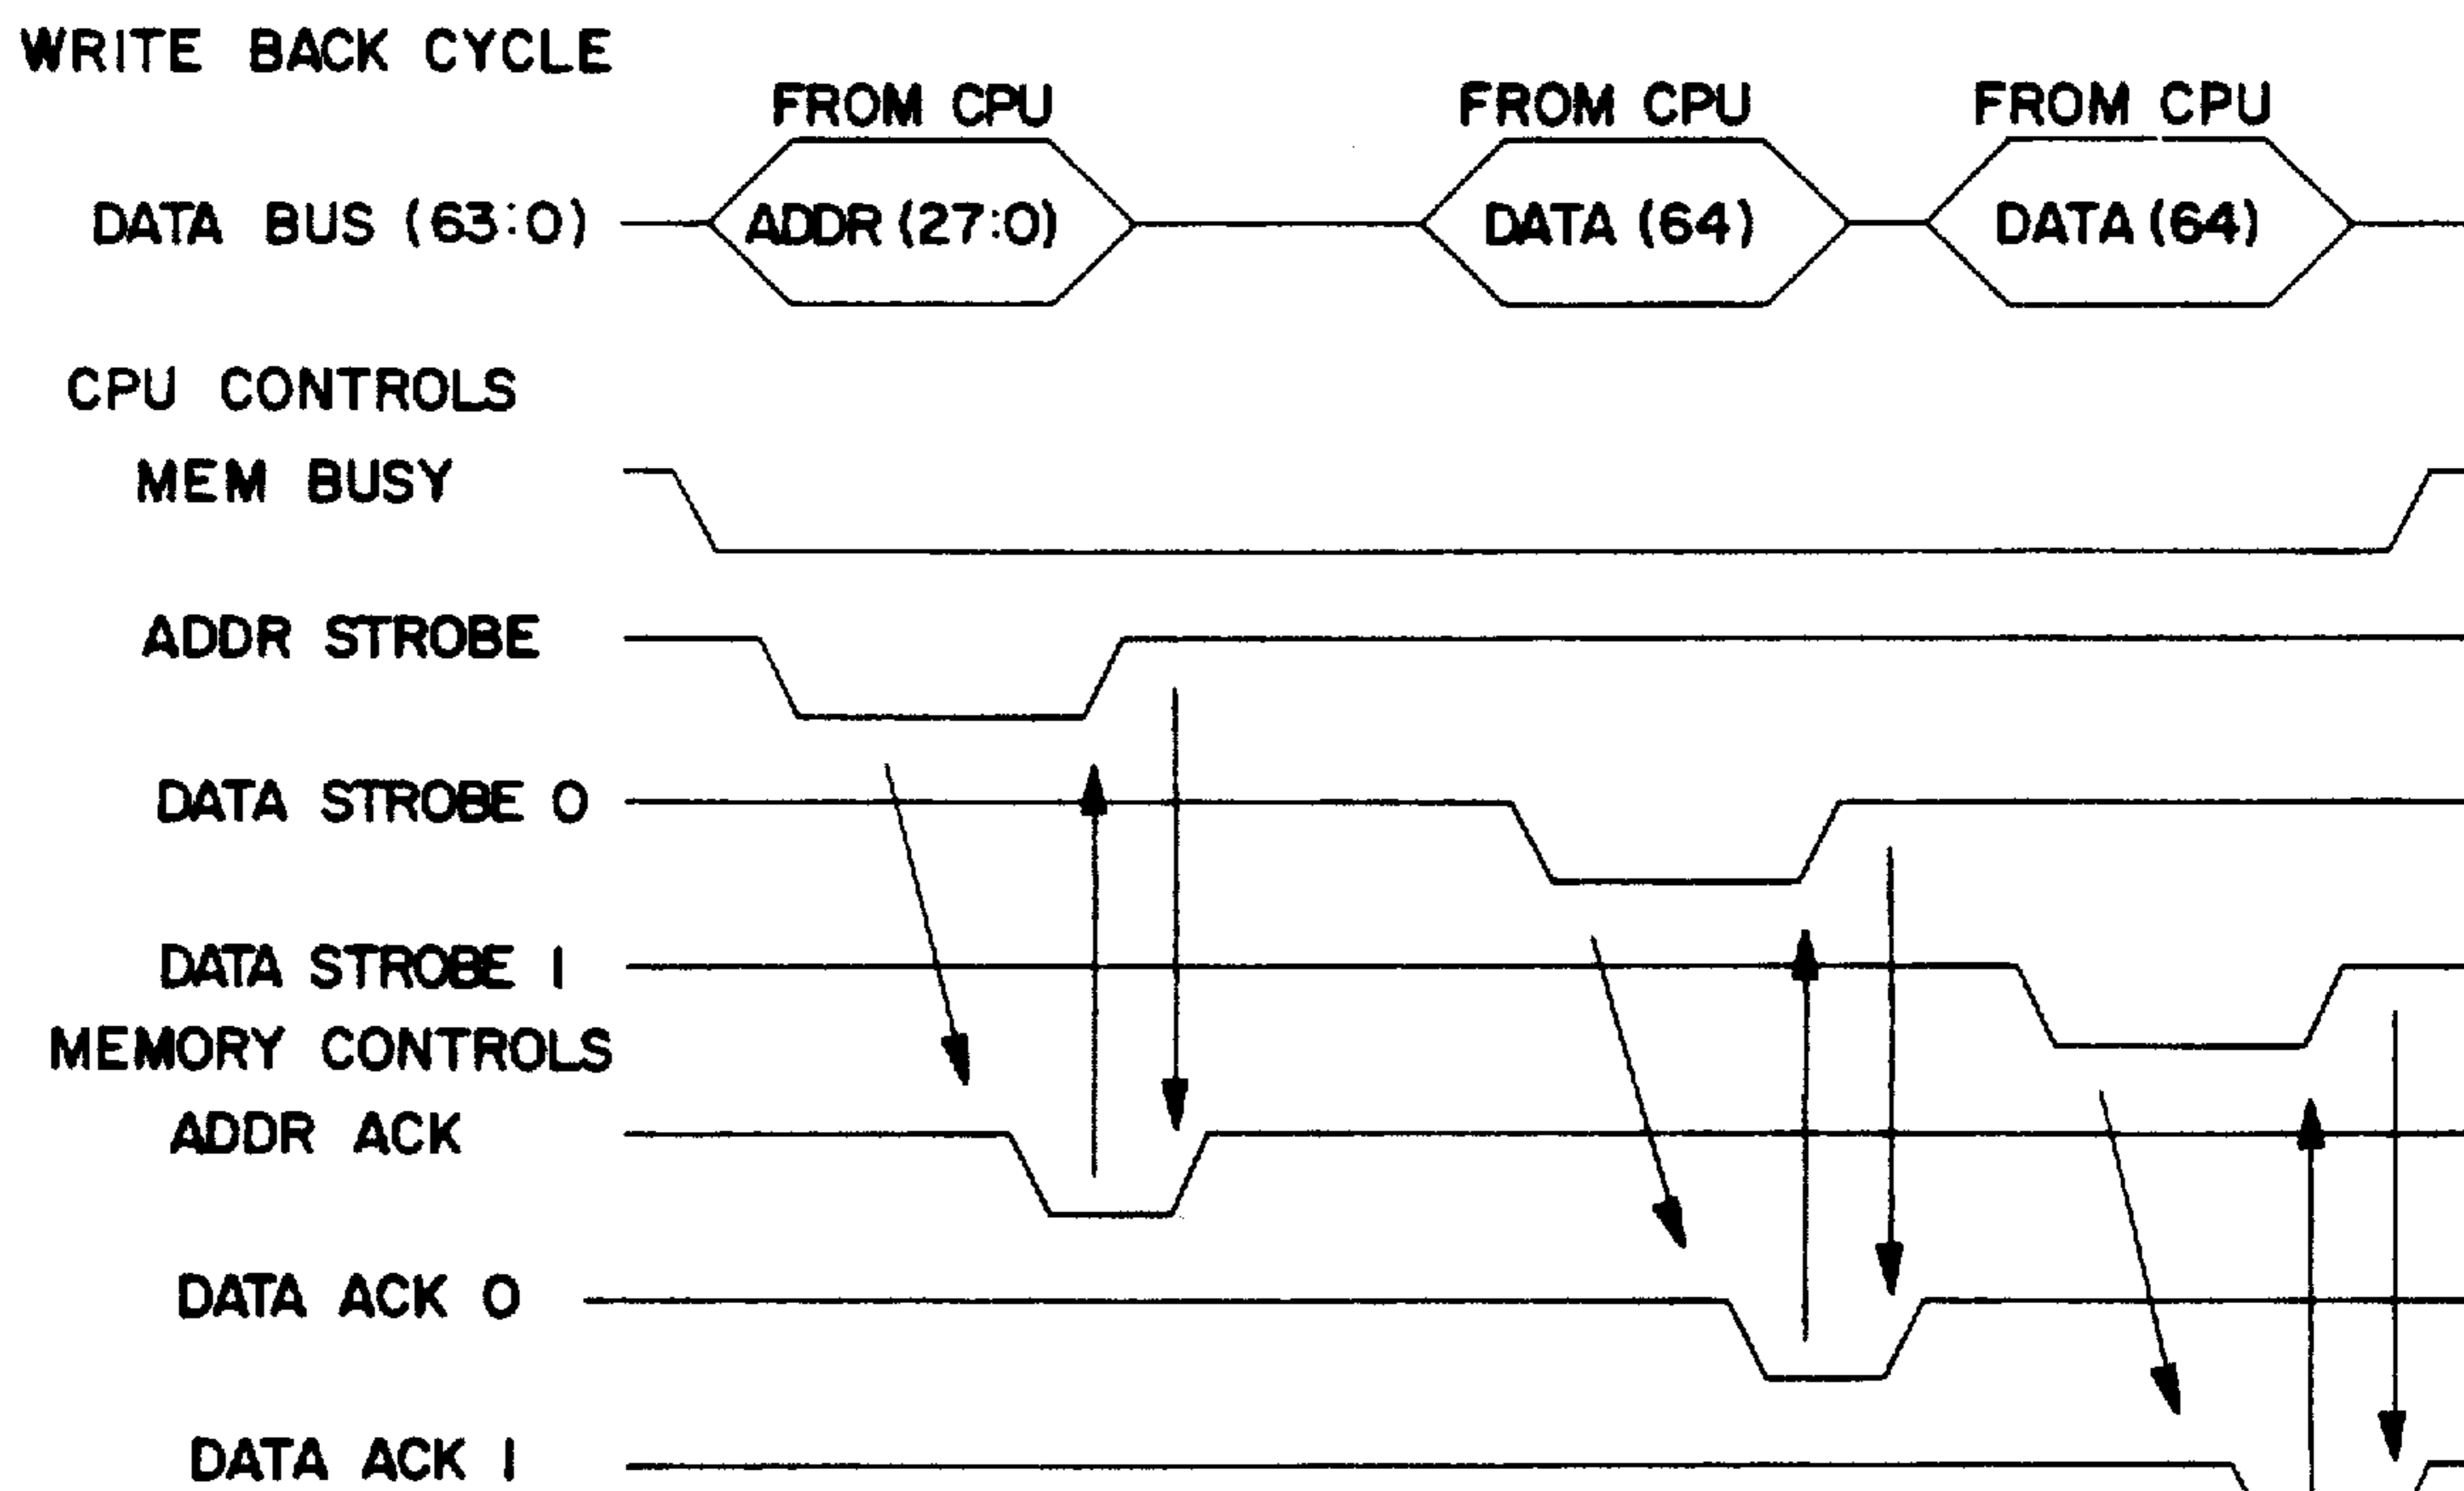 WRITE BACK CYCLE
FROM CPU FROM CPU FROM CPU
DATA BUS (63:0) ADDR (27:0) DATA (64) DATA (64)
CPU CONTROLS
MEM BUSY
ADDR STROBE
DATA STROBE 0
DATA STROBE 1
MEMORY CONTROLS
ADDR ACK
DATA ACK 0
DATA ACK 1